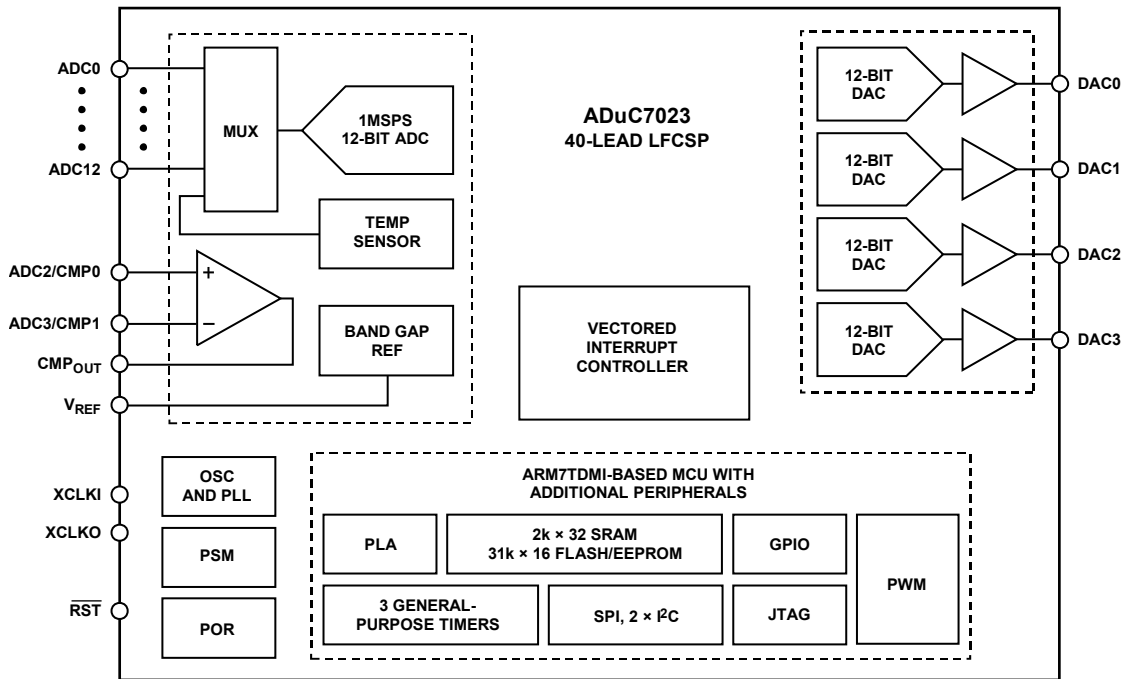 ADC0
ADC12
ADC2/CMP0
ADC3/CMP1
CMPOUT
VREF
XCLKI
XCLKO
RST
MUX
1MSPS
12-BIT ADC
TEMP
SENSOR
+
−
BAND GAP
REF
ADuC7023
40-LEAD LFCSP
VECTORED
INTERRUPT
CONTROLLER
12-BIT
DAC
DAC0
12-BIT
DAC
DAC1
12-BIT
DAC
DAC2
12-BIT
DAC
DAC3
OSC
AND PLL
PSM
POR
ARM7TDMI-BASED MCU WITH
ADDITIONAL PERIPHERALS
PLA
2k × 32 SRAM
31k × 16 FLASH/EEPROM
GPIO
PWM
3 GENERAL-
PURPOSE TIMERS
SPI, 2 × I²C
JTAG